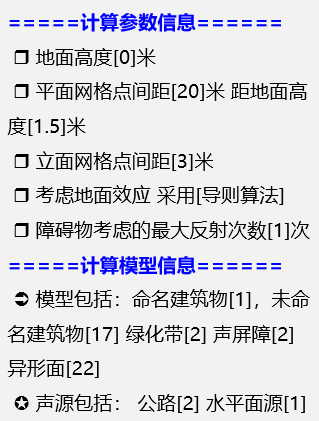 =====计算参数信息======
❒ 地面高度[0]米
❒ 平面网格点间距[20]米 距地面高
度[1.5]米
❒ 立面网格点间距[3]米
❒ 考虑地面效应 采用[导则算法]
❒ 障碍物考虑的最大反射次数[1]次
=====计算模型信息======
➲ 模型包括：命名建筑物[1]，未命
名建筑物[17] 绿化带[2] 声屏障[2]
异形面[22]
✪ 声源包括： 公路[2] 水平面源[1]